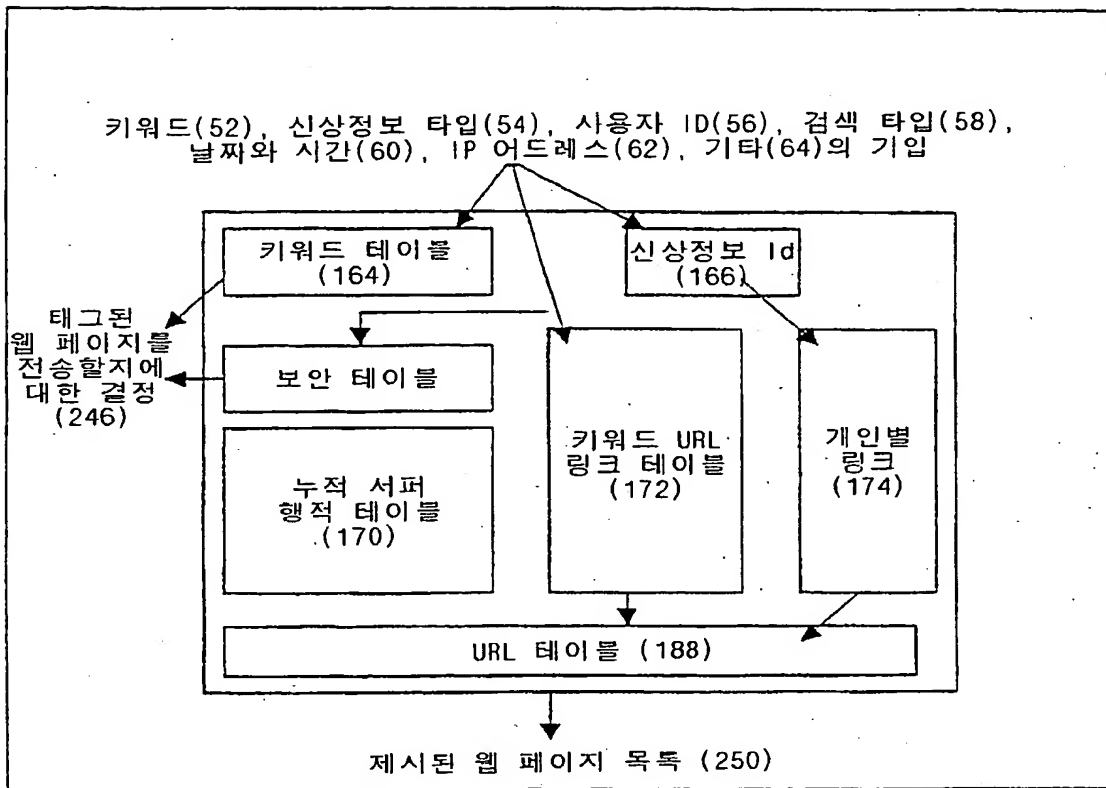 키워드(52), 신상정보 타입(54), 사용자 ID(56), 검색 타입(58),
날짜와 시간(60), IP 어드레스(62), 기타(64)의 기입
키워드 테이블
(164)
신상정보 Id
(166)
태그된
웹 페이지를
전송할지에
대한 결정
(246)
보안 테이블
누적 서퍼
행적 테이블
(170)
키워드 URL
링크 테이블
(172)
개인별
링크
(174)
URL 테이블 (188)
제시된 웹 페이지 목록 (250)